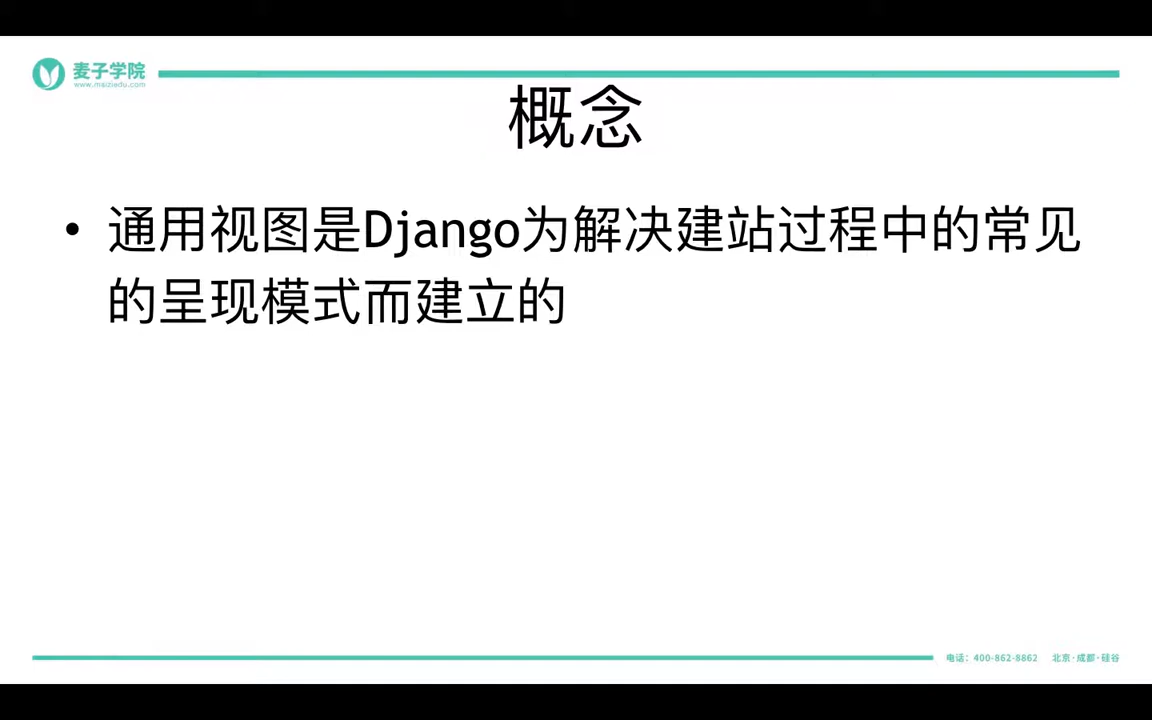 麦子学院
www.maiziedu.com
概念
• 通用视图是Django为解决建站过程中的常见
的呈现模式而建立的
电话：400-862-8862 北京·成都·硅谷